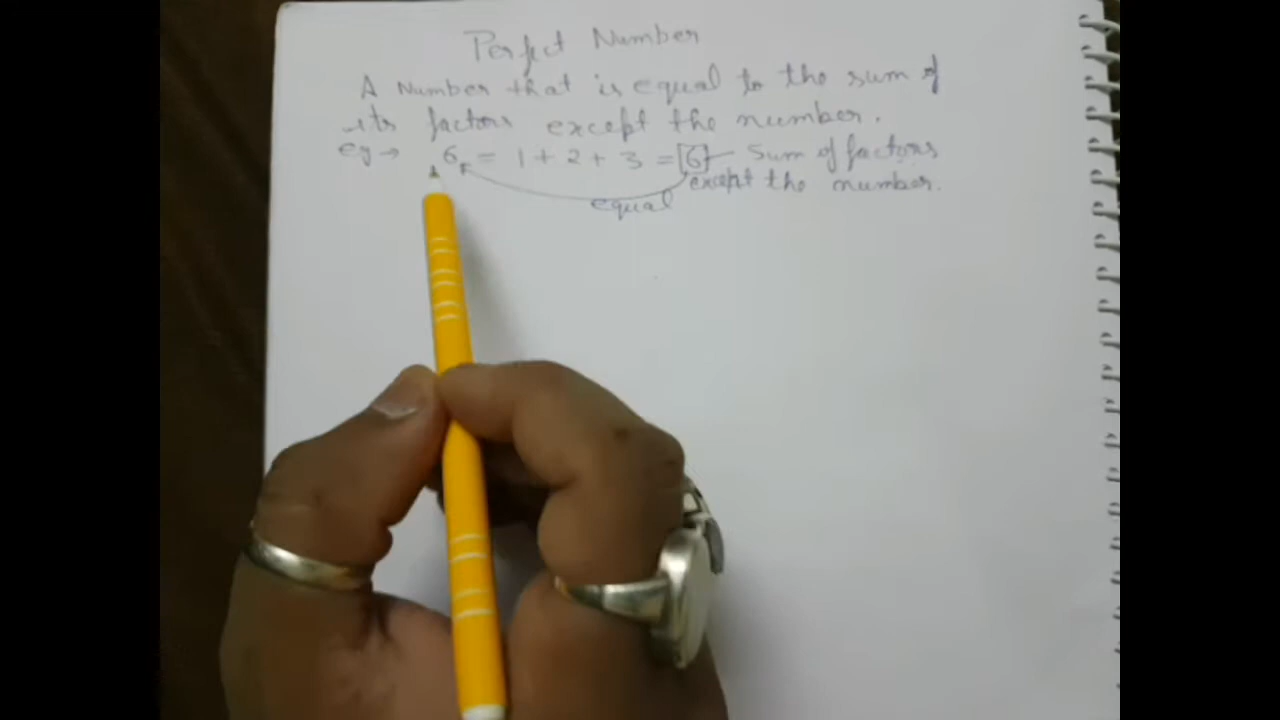 Perfect Number
A Number that is equal to the sum of
its factors except the number.
eg → 6 = 1 + 2 + 3 = 6 — Sum of factors
except the number.
equal